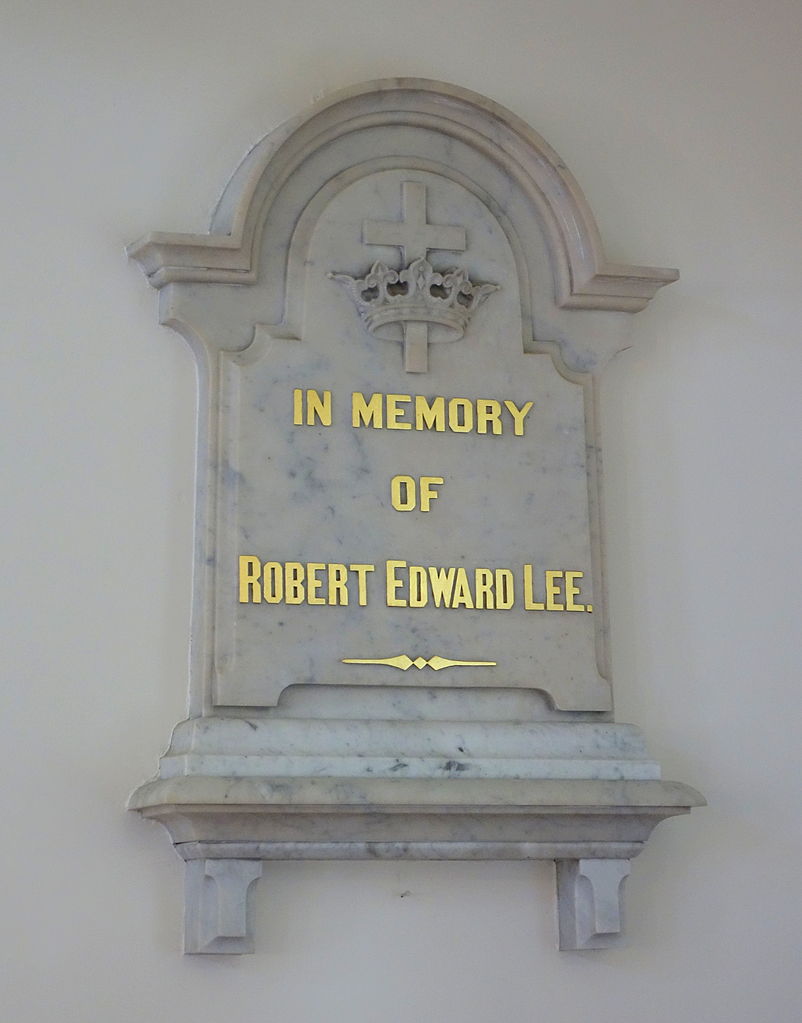 IN MEMORY
OF
ROBERT EDWARD LEE.